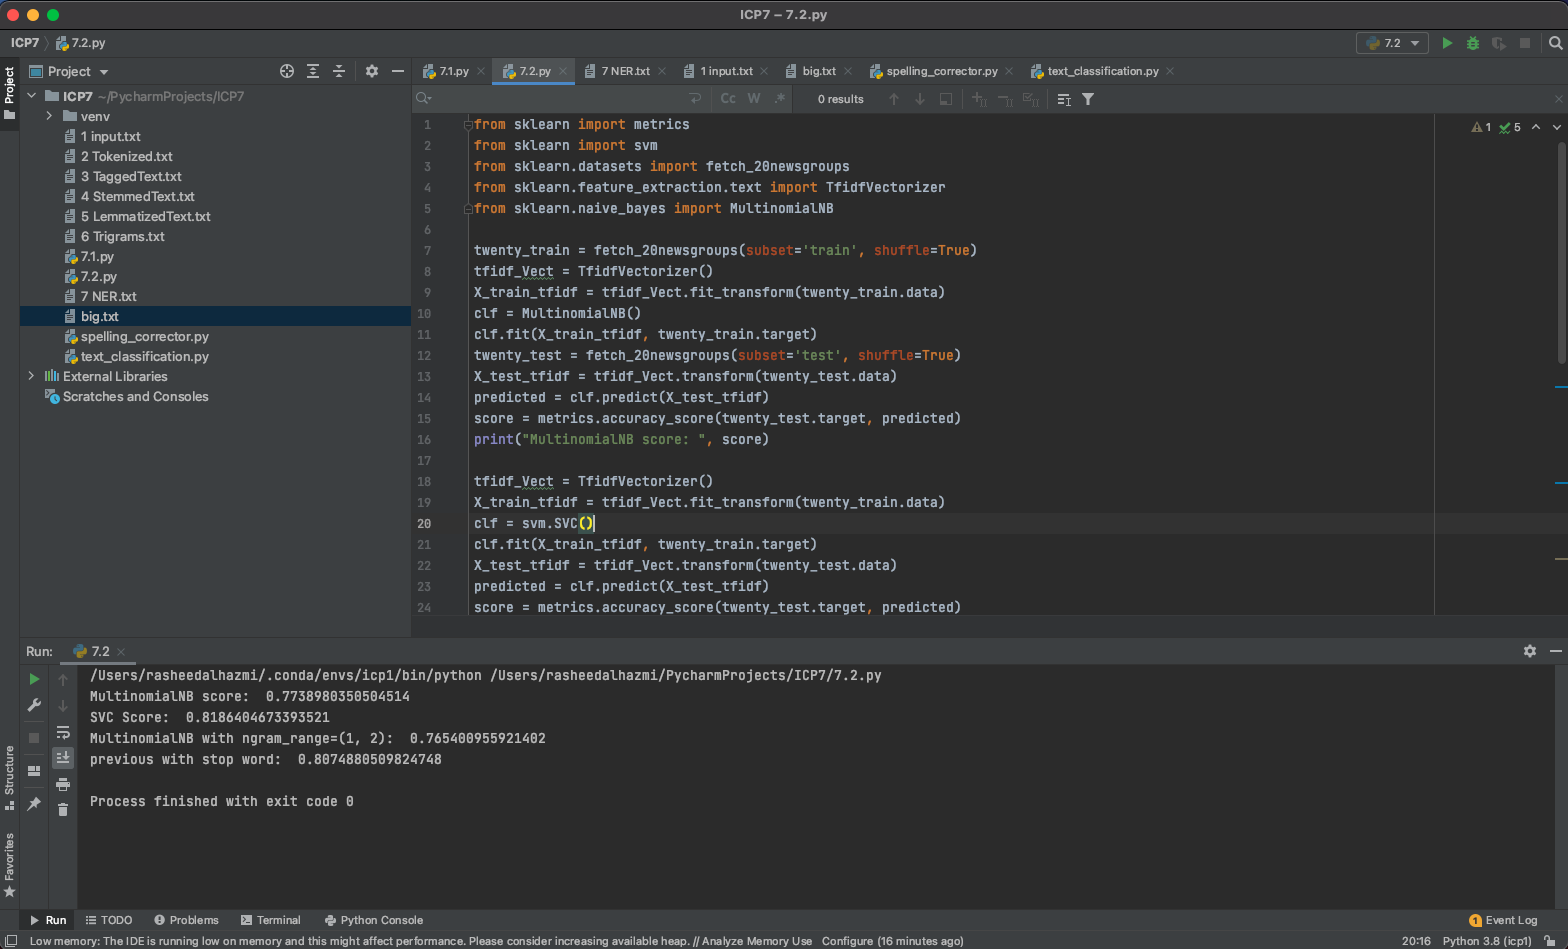 ICP7 – 7.2.py
ICP7 7.2.py
7.2
Project
Project
7.1.py 7.2.py 7 NER.txt 1 input.txt big.txt spelling_corrector.py text_classification.py
ICP7 ~/PycharmProjects/ICP7
venv
1 input.txt
2 Tokenized.txt
3 TaggedText.txt
4 StemmedText.txt
5 LemmatizedText.txt
6 Trigrams.txt
7.1.py
7.2.py
7 NER.txt
big.txt
spelling_corrector.py
text_classification.py
External Libraries
Scratches and Consoles
Cc W .* 0 results
1 5
1 from sklearn import metrics
2 from sklearn import svm
3 from sklearn.datasets import fetch_20newsgroups
4 from sklearn.feature_extraction.text import TfidfVectorizer
5 from sklearn.naive_bayes import MultinomialNB
6
7 twenty_train = fetch_20newsgroups(subset='train', shuffle=True)
8 tfidf_Vect = TfidfVectorizer()
9 X_train_tfidf = tfidf_Vect.fit_transform(twenty_train.data)
10 clf = MultinomialNB()
11 clf.fit(X_train_tfidf, twenty_train.target)
12 twenty_test = fetch_20newsgroups(subset='test', shuffle=True)
13 X_test_tfidf = tfidf_Vect.transform(twenty_test.data)
14 predicted = clf.predict(X_test_tfidf)
15 score = metrics.accuracy_score(twenty_test.target, predicted)
16 print("MultinomialNB score: ", score)
17
18 tfidf_Vect = TfidfVectorizer()
19 X_train_tfidf = tfidf_Vect.fit_transform(twenty_train.data)
20 clf = svm.SVC()
21 clf.fit(X_train_tfidf, twenty_train.target)
22 X_test_tfidf = tfidf_Vect.transform(twenty_test.data)
23 predicted = clf.predict(X_test_tfidf)
24 score = metrics.accuracy_score(twenty_test.target, predicted)
Run: 7.2
/Users/rasheedalhazmi/.conda/envs/icp1/bin/python /Users/rasheedalhazmi/PycharmProjects/ICP7/7.2.py
MultinomialNB score:  0.7738980350504514
SVC Score:  0.8186404673393521
MultinomialNB with ngram_range=(1, 2):  0.765400955921402
previous with stop word:  0.8074880509824748
Process finished with exit code 0
Structure
Favorites
Run TODO Problems Terminal Python Console 1 Event Log
Low memory: The IDE is running low on memory and this might affect performance. Please consider increasing available heap. // Analyze Memory Use Configure (16 minutes ago) 20:16 Python 3.8 (icp1)